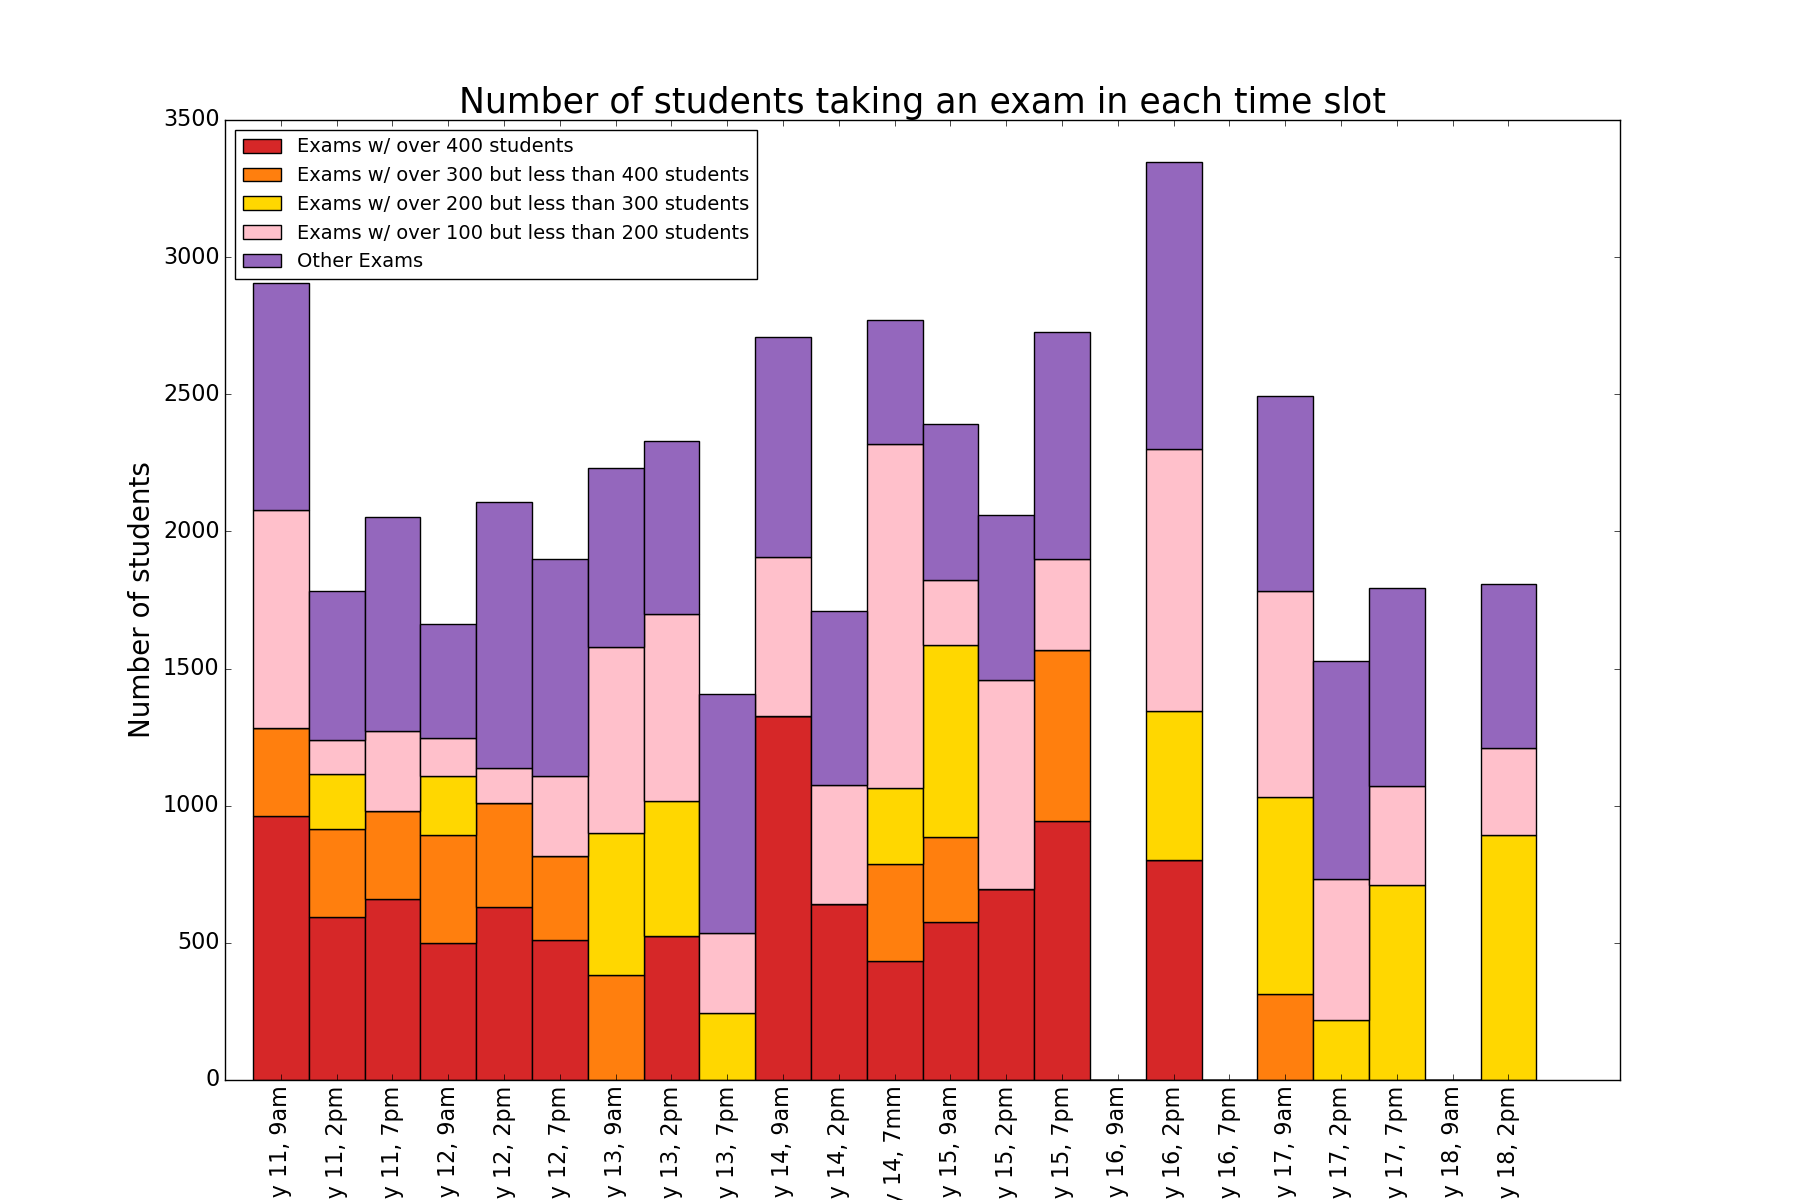 Number of students taking an exam in each time slot
3500
3000
2500
2000
1500
1000
500
0
Number of students
Exams w/ over 400 students
Exams w/ over 300 but less than 400 students
Exams w/ over 200 but less than 300 students
Exams w/ over 100 but less than 200 students
Other Exams
y 11, 9am
y 11, 2pm
y 11, 7pm
y 12, 9am
y 12, 2pm
y 12, 7pm
y 13, 9am
y 13, 2pm
y 13, 7pm
y 14, 9am
y 14, 2pm
y 14, 7mm
y 15, 9am
y 15, 2pm
y 15, 7pm
y 16, 9am
y 16, 2pm
y 16, 7pm
y 17, 9am
y 17, 2pm
y 17, 7pm
y 18, 9am
y 18, 2pm